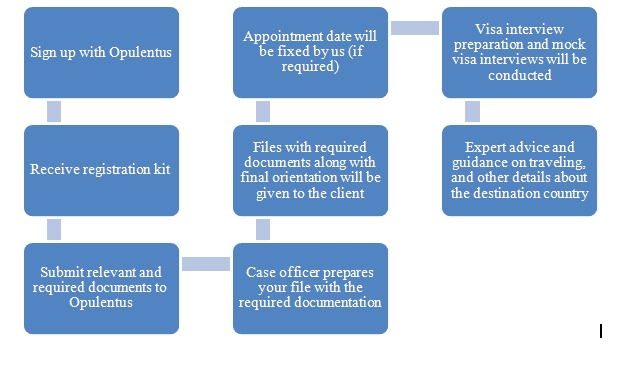 Sign up with Opulentus
Receive registration kit
Submit relevant and
required documents to
Opulentus
Case officer prepares
your file with the
required documentation
Files with required
documents along with
final orientation will be
given to the client
Appointment date will
be fixed by us (if
required)
Visa interview
preparation and mock
visa interviews will be
conducted
Expert advice and
guidance on traveling,
and other details about
the destination country